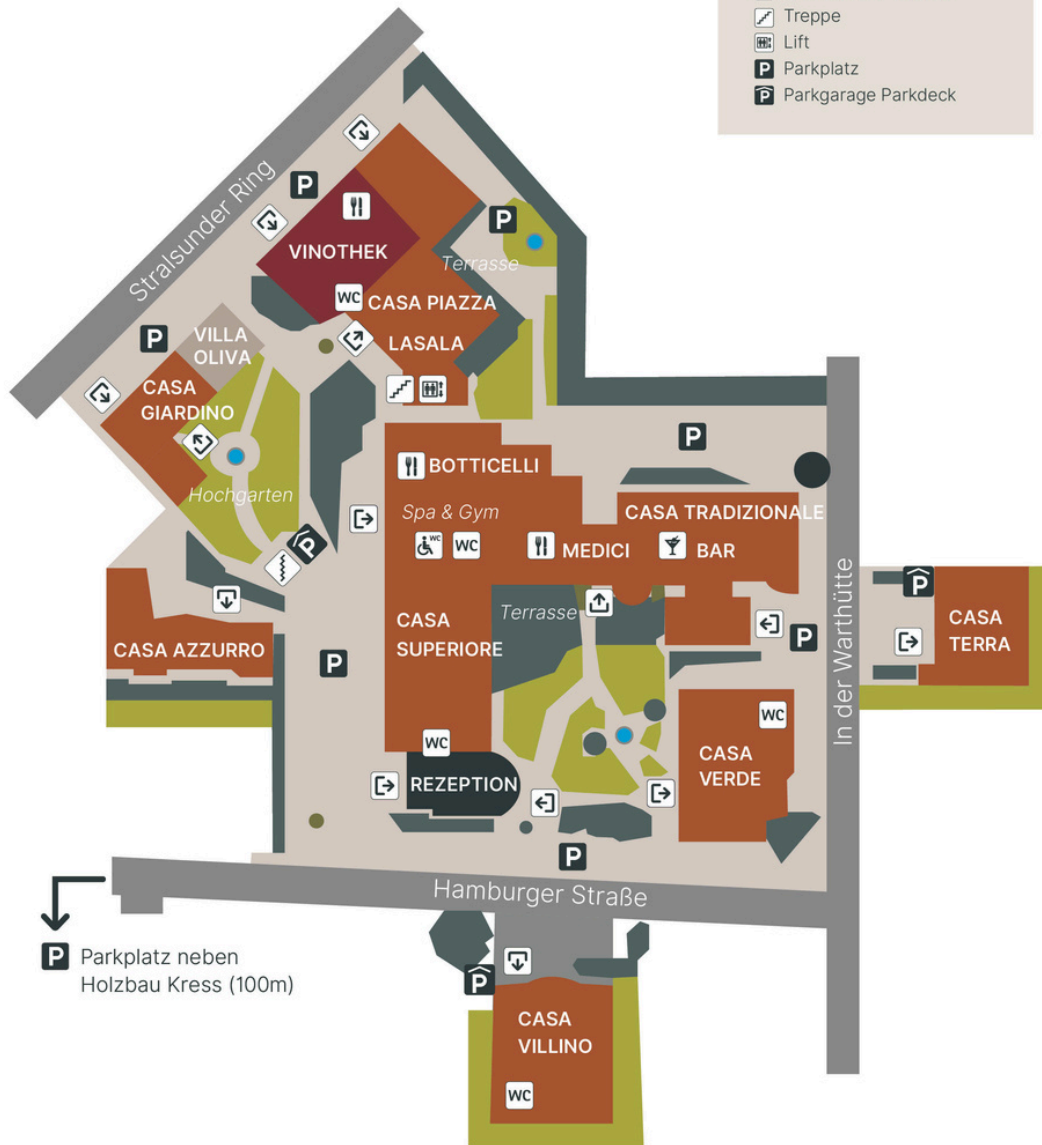 Treppe
Lift
P Parkplatz
P Parkgarage Parkdeck
Stralsunder Ring
P
VINOTHEK
P
Terrasse
WC
CASA PIAZZA
LASALA
P
VILLA
OLIVA
CASA
GIARDINO
Hochgarten
P
P
BOTTICELLI
Spa & Gym
WC
WC
MEDICI
CASA TRADIZIONALE
BAR
Terrasse
CASA
SUPERIORE
CASA AZZURRO
P
P
In der Warthütte
P
CASA
TERRA
WC
CASA
VERDE
WC
REZEPTION
P
Hamburger Straße
P Parkplatz neben
Holzbau Kress (100m)
P
CASA
VILLINO
WC